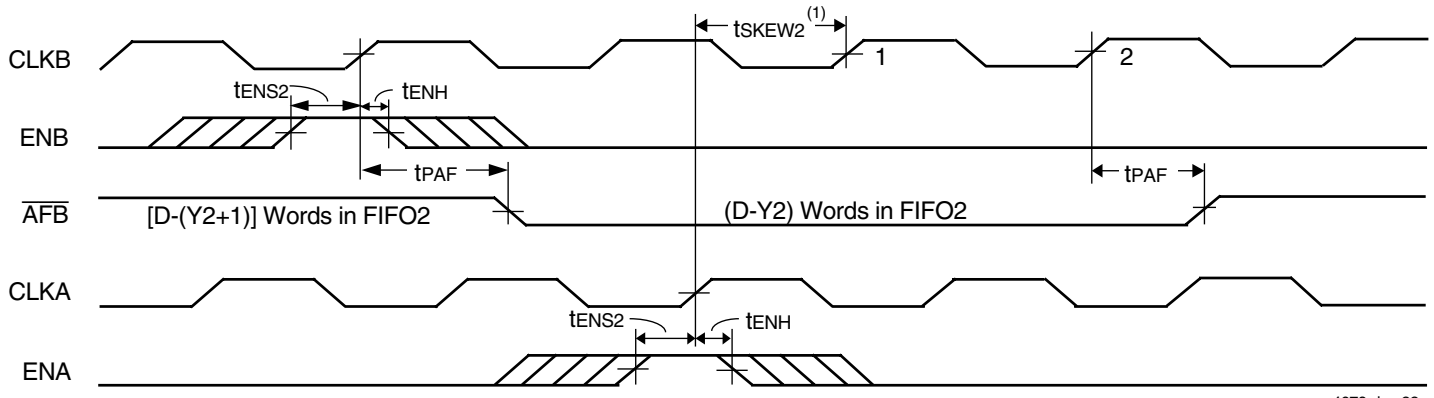 tSKEW2 (1)
CLKB
1
2
tENS2
tENH
ENB
tPAF
tPAF
AFB
[D-(Y2+1)] Words in FIFO2
(D-Y2) Words in FIFO2
CLKA
tENS2
tENH
ENA